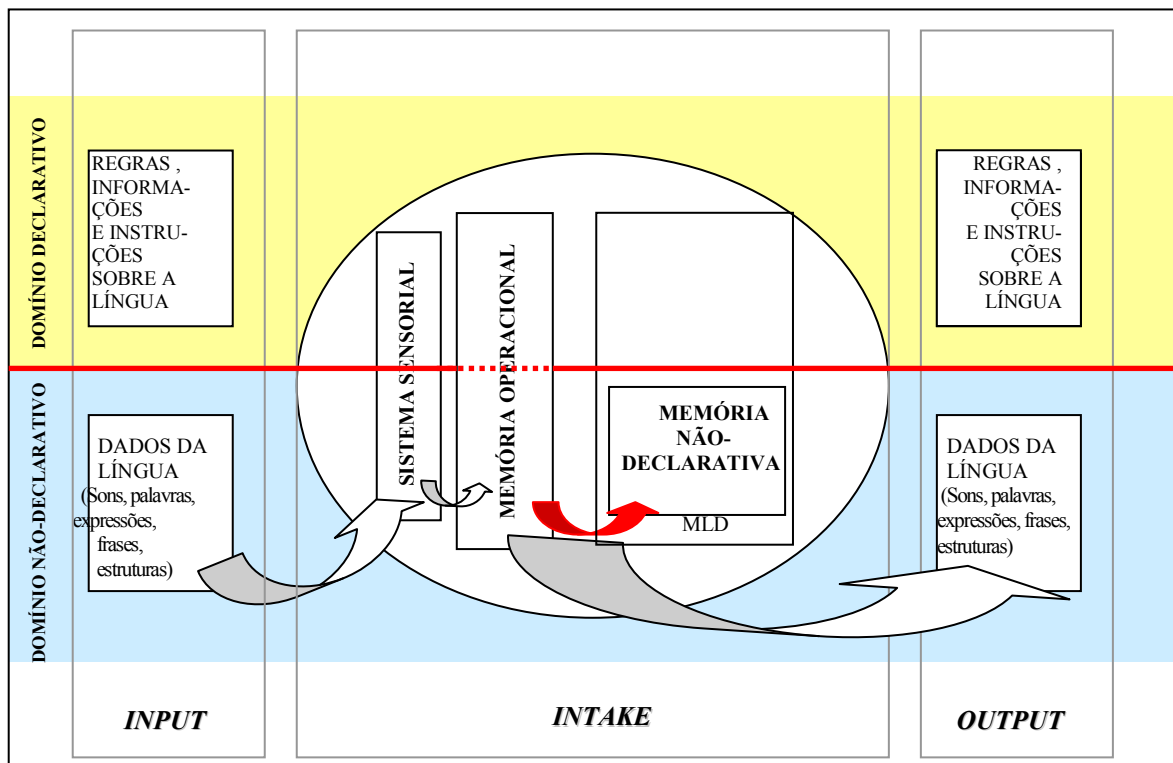 DOMÍNIO DECLARATIVO
REGRAS ,
INFORMA-
ÇÕES
E INSTRU-
ÇÕES
SOBRE A
LÍNGUA
DOMÍNIO NÃO-DECLARATIVO
DADOS DA
LÍNGUA
(Sons, palavras,
expressões,
frases,
estruturas)
SISTEMA SENSORIAL
MEMÓRIA OPERACIONAL
MEMÓRIA
NÃO-
DECLARATIVA
MLD
REGRAS ,
INFORMA-
ÇÕES
E INSTRU-
ÇÕES
SOBRE A
LÍNGUA
DADOS DA
LÍNGUA
(Sons, palavras,
expressões, frases,
estruturas)
INPUT
INTAKE
OUTPUT